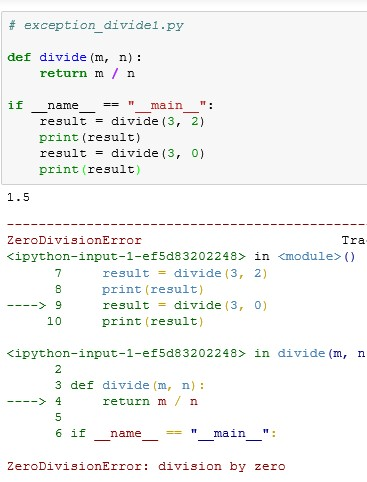 # exception_divide1.py
def divide(m, n):
    return m / n
if __name__ == "__main__":
    result = divide(3, 2)
    print(result)
    result = divide(3, 0)
    print(result)
1.5
---------------------------------------------------------------------------
ZeroDivisionError Tra
<ipython-input-1-ef5d83202248> in <module>()
      7     result = divide(3, 2)
      8     print(result)
----> 9     result = divide(3, 0)
     10     print(result)
<ipython-input-1-ef5d83202248> in divide(m, n
      2
      3 def divide(m, n):
----> 4     return m / n
      5
      6 if __name__ == "__main__":
ZeroDivisionError: division by zero